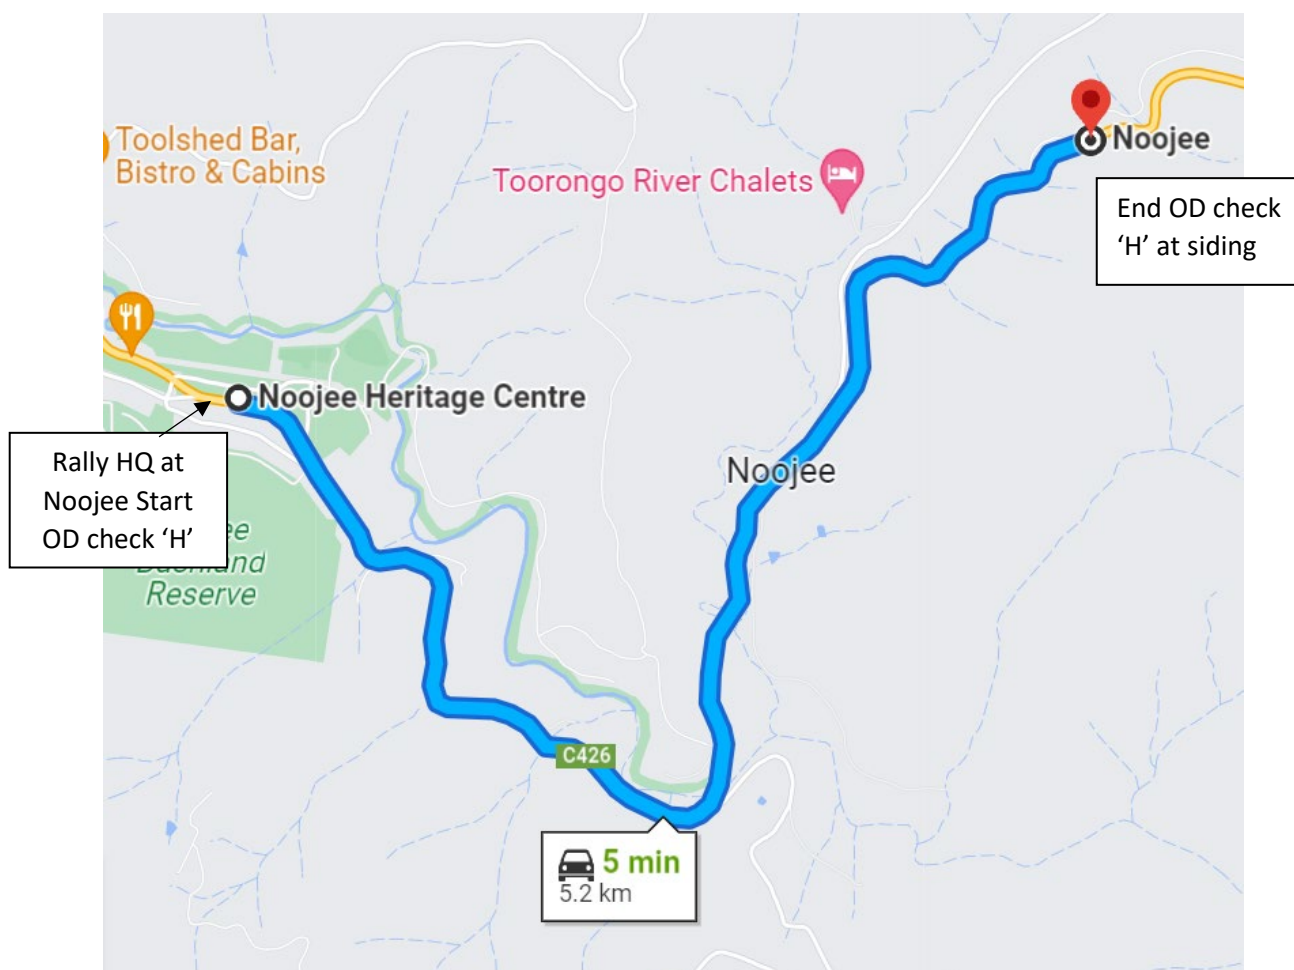 Toolshed Bar,
Bistro & Cabins
Toorongo River Chalets
Noojee
End OD check
‘H’ at siding
Noojee Heritage Centre
Rally HQ at
Noojee Start
OD check ‘H’
Noojee
Reserve
C426
5 min
5.2 km